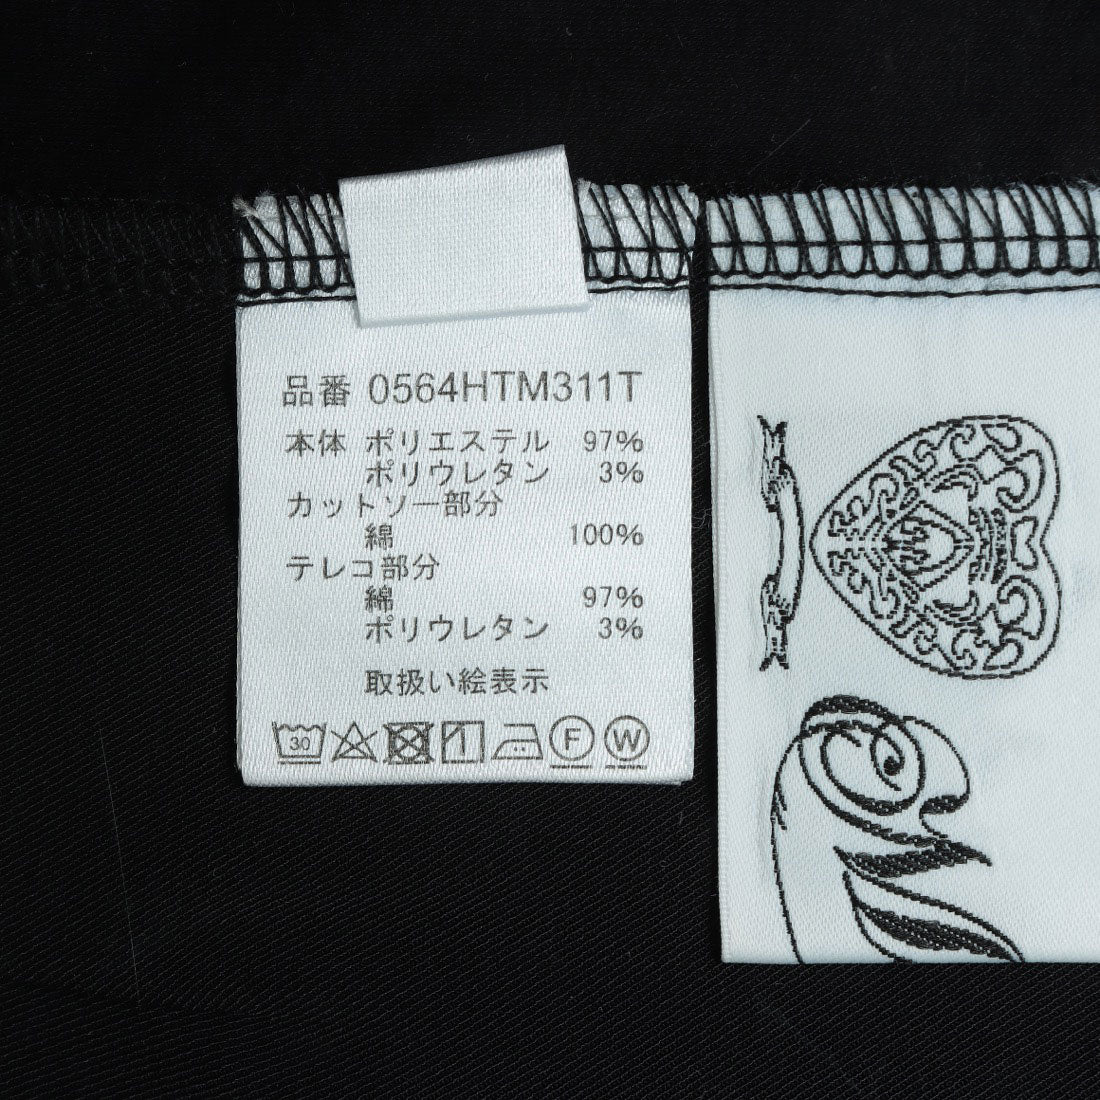 品番 0564HTM311T
本体 ポリエステル 97%
ポリウレタン 3%
カットソー部分
綿 100%
テレコ部分
綿 97%
ポリウレタン 3%
取扱い絵表示
30 F W